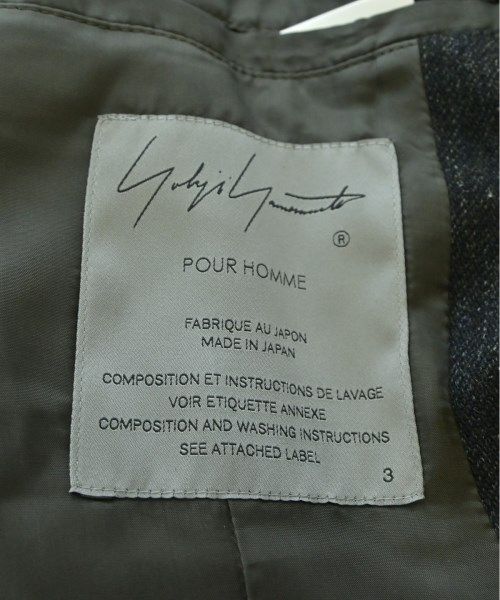 Yohji Yamamoto
®
POUR HOMME
FABRIQUE AU JAPON
MADE IN JAPAN
COMPOSITION ET INSTRUCTIONS DE LAVAGE
VOIR ETIQUETTE ANNEXE
COMPOSITION AND WASHING INSTRUCTIONS
SEE ATTACHED LABEL
3